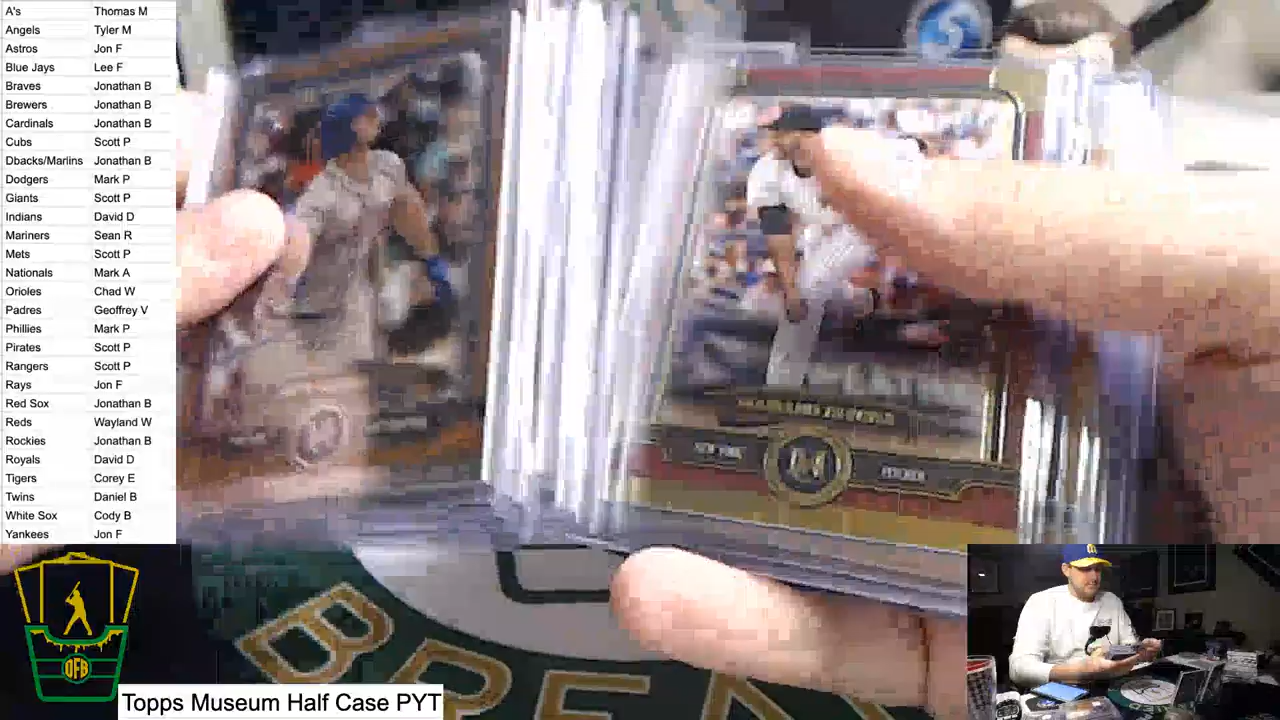 A's Thomas M
Angels Tyler M
Astros Jon F
Blue Jays Lee F
Braves Jonathan B
Brewers Jonathan B
Cardinals Jonathan B
Cubs Scott P
Dbacks/Marlins Jonathan B
Dodgers Mark P
Giants Scott P
Indians David D
Mariners Sean R
Mets Scott P
Nationals Mark A
Orioles Chad W
Padres Geoffrey V
Phillies Mark P
Pirates Scott P
Rangers Scott P
Rays Jon F
Red Sox Jonathan B
Reds Wayland W
Rockies Jonathan B
Royals David D
Tigers Corey E
Twins Daniel B
White Sox Cody B
Yankees Jon F
M
OFB
Topps Museum Half Case PYT